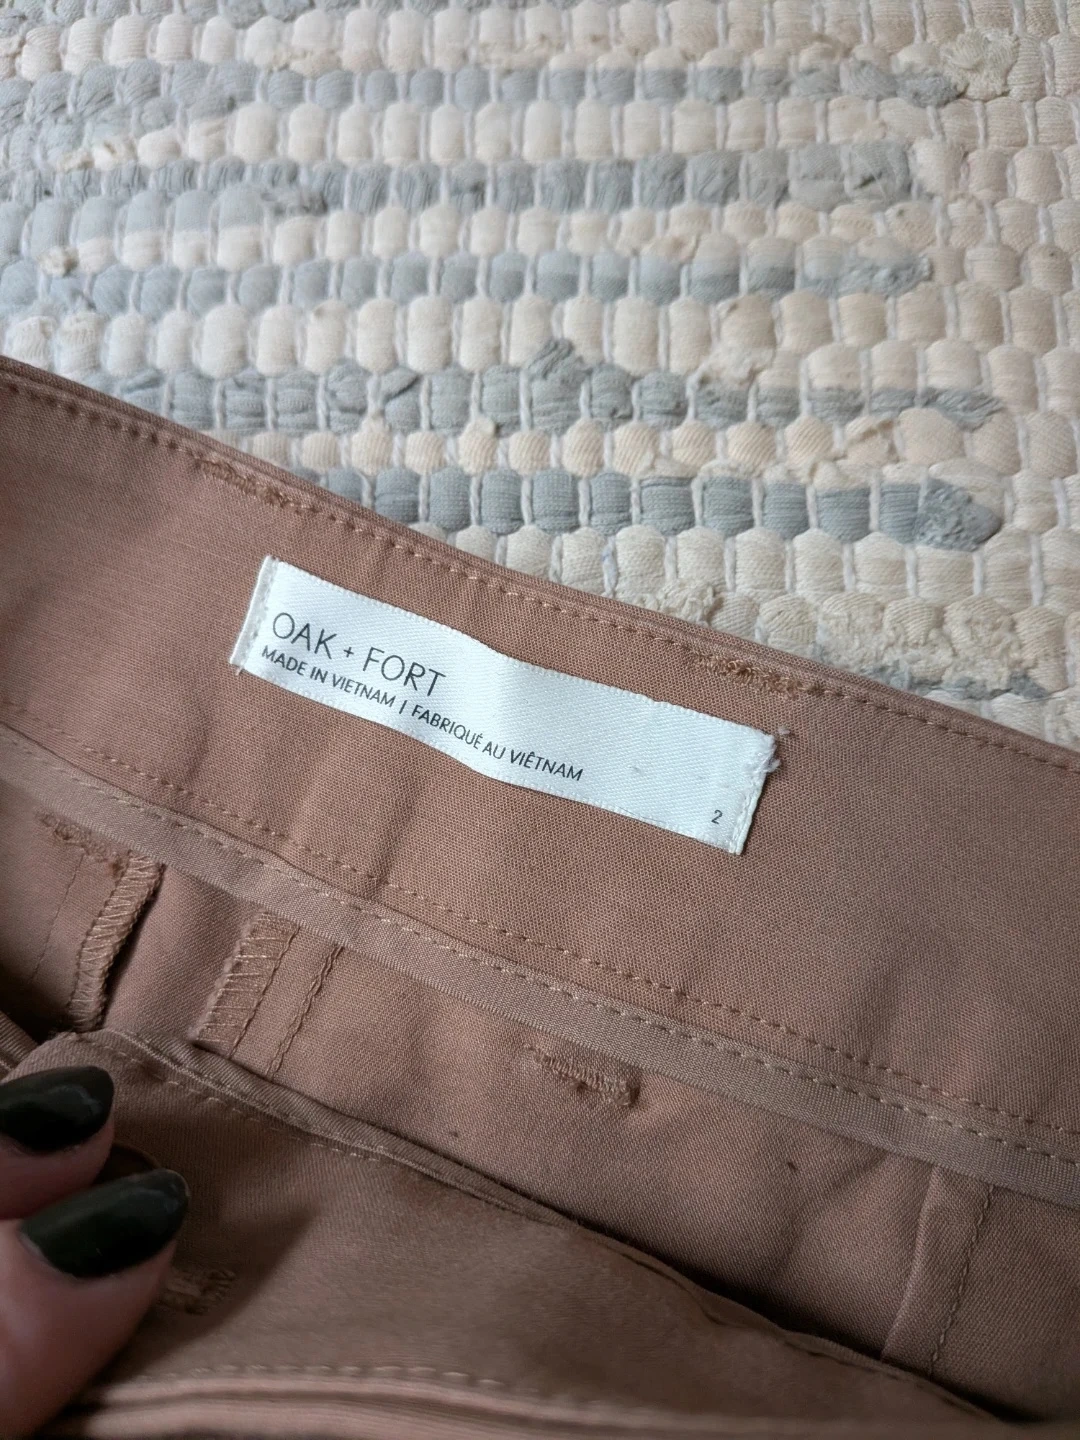 OAK + FORT
MADE IN VIETNAM | FABRIQUÉ AU VIÊTNAM
2